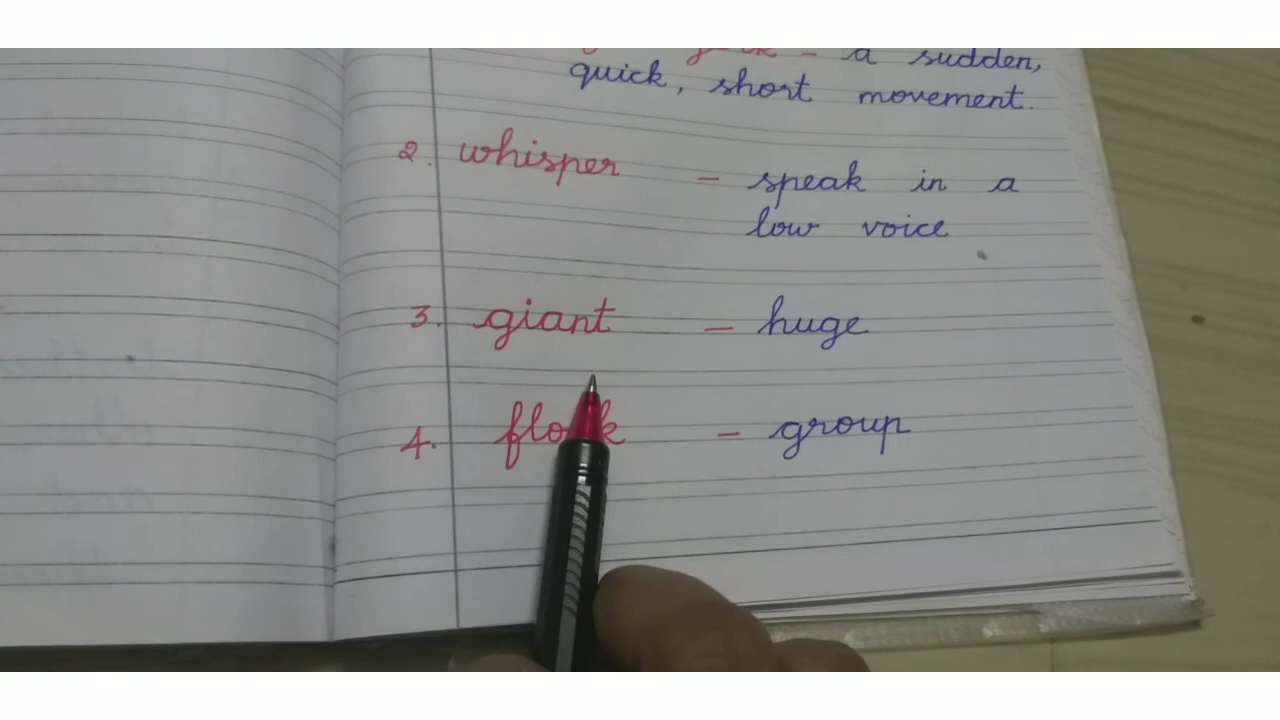 - a sudden,
quick, short movement.
2. whisper - speak in a
low voice
3. giant - huge
4. - group